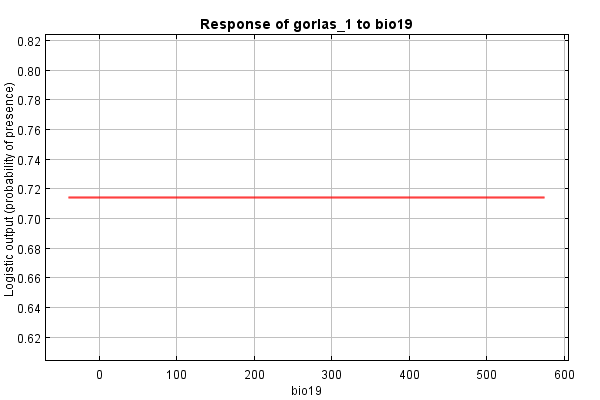 Response of gorlas_1 to bio19
Logistic output (probability of presence)
0.82
0.80
0.78
0.76
0.74
0.72
0.70
0.68
0.66
0.64
0.62
0 100 200 300 400 500 600
bio19